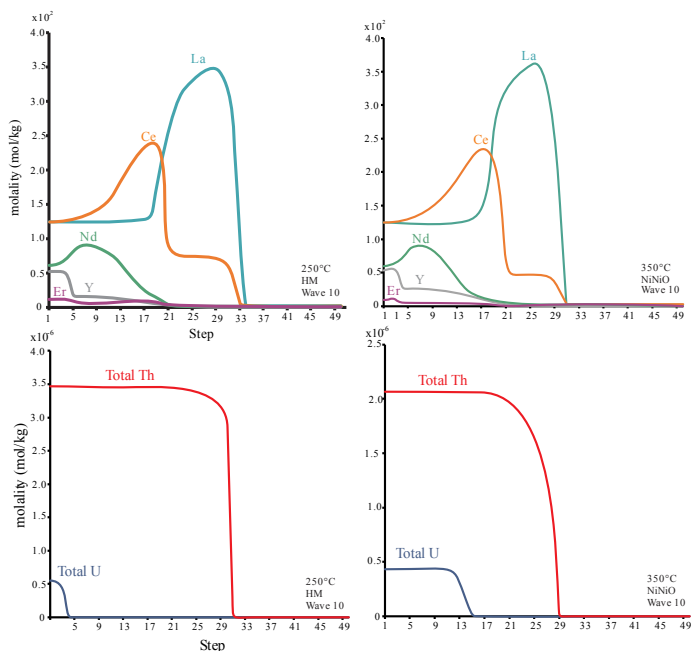 x10²
4.0
3.5
3.0
2.5
2.0
1.5
1.0
0.5
0
molality (mol/kg)
La
Ce
Nd
Y
Er
250°C
HM
Wave 10
1 5 9 13 17 21 25 29 33 37 41 45 49
Step
x10²
4.0
3.5
3.0
2.5
2.0
1.5
1.0
0.5
0
La
Ce
Nd
Y
Er
350°C
NiNiO
Wave 10
1 2 5 9 13 17 21 25 29 33 37 41 45 49
x10⁻⁶
4.0
3.5
3.0
2.5
2.0
1.5
1.0
0.5
0
molality (mol/kg)
Total Th
Total U
250°C
HM
Wave 10
5 9 13 17 21 25 29 33 37 41 45 49
Step
x10⁻⁶
2.5
2.0
1.5
1.0
0.5
0
Total Th
Total U
350°C
NiNiO
Wave 10
1 5 9 13 17 21 25 29 33 37 41 45 49